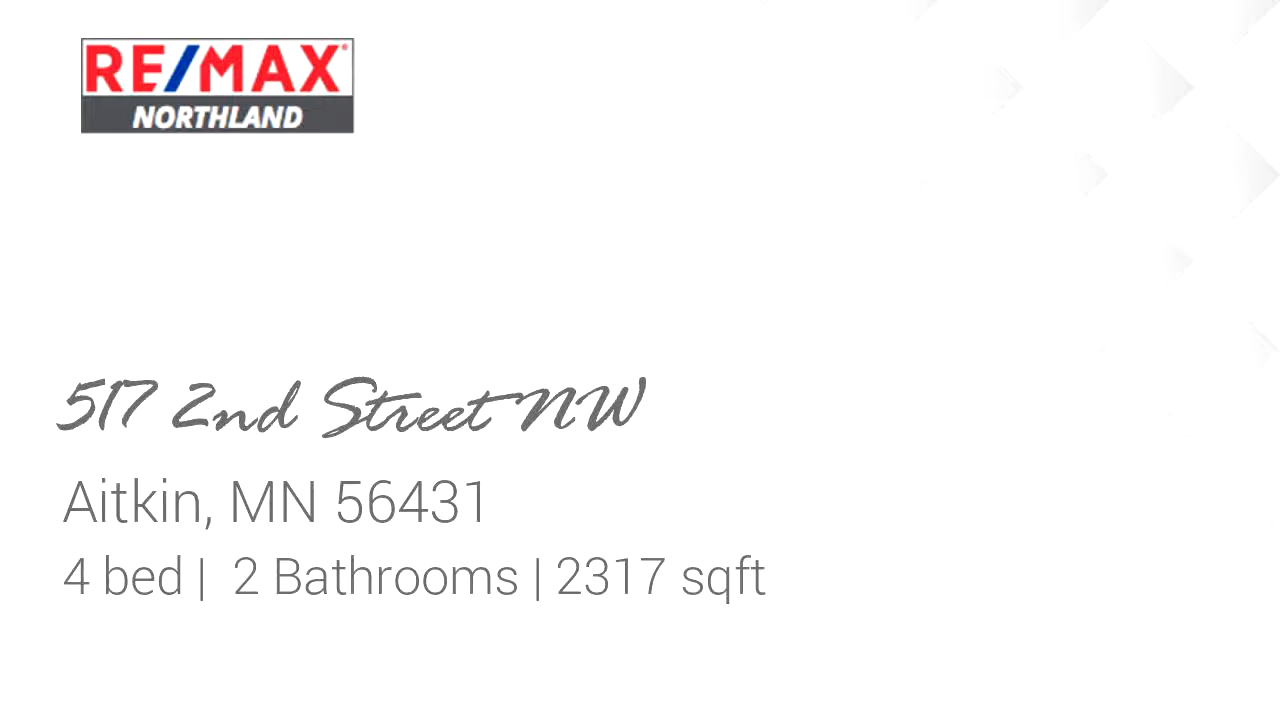 RE/MAX®
NORTHLAND
517 2nd Street NW
Aitkin, MN 56431
4 bed | 2 Bathrooms | 2317 sqft